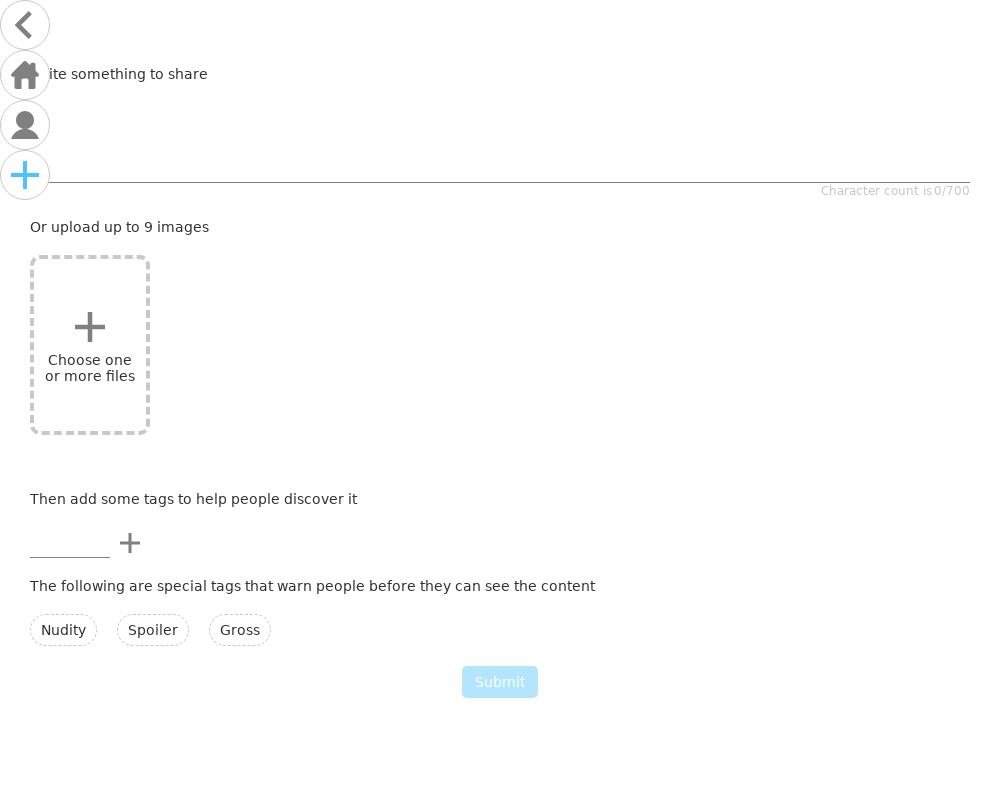 ite something to share
Character count is 0/700
Or upload up to 9 images
Choose one
or more files
Then add some tags to help people discover it
The following are special tags that warn people before they can see the content
Nudity Spoiler Gross
Submit